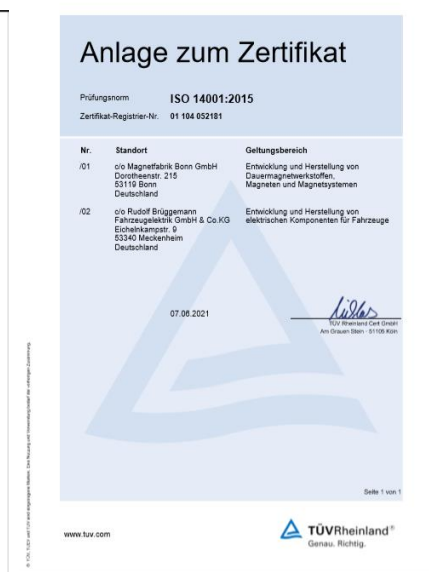 Anlage zum Zertifikat
Prüfungsnorm ISO 14001:2015
Zertifikat-Registrier-Nr. 01 104 052181
Nr. Standort Geltungsbereich
/01 c/o Magnetfabrik Bonn GmbH Entwicklung und Herstellung von
Dorotheenstr. 215 Dauermagnetwerkstoffen,
53119 Bonn Magneten und Magnetsystemen
Deutschland
/02 c/o Rudolf Brüggemann Entwicklung und Herstellung von
Fahrzeugelektrik GmbH & Co.KG elektrischen Komponenten für Fahrzeuge
Eichelnkampstr. 9
53340 Meckenheim
Deutschland
07.06.2021
TÜV Rheinland Cert GmbH
Am Grauen Stein · 51105 Köln
Seite 1 von 1
www.tuv.com
TÜVRheinland®
Genau. Richtig.